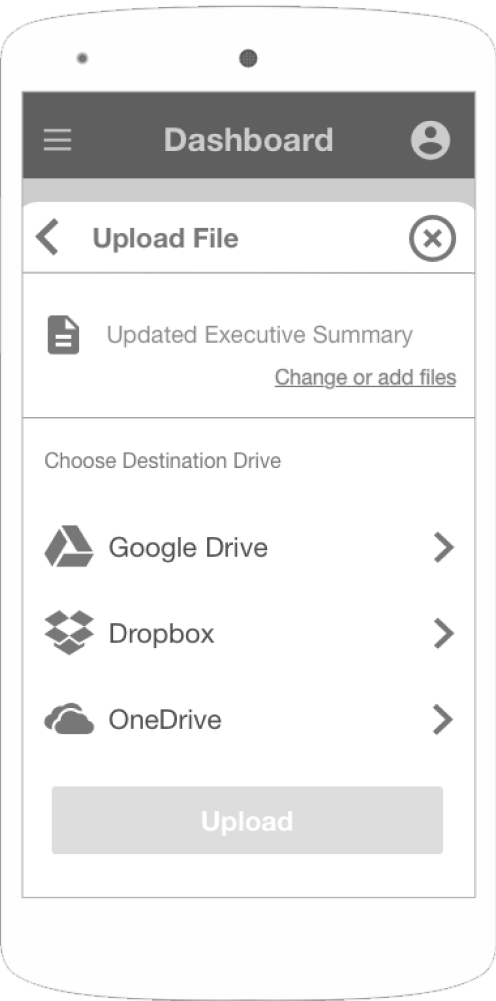 Dashboard
Upload File
Updated Executive Summary
Change or add files
Choose Destination Drive
Google Drive
Dropbox
OneDrive
Upload